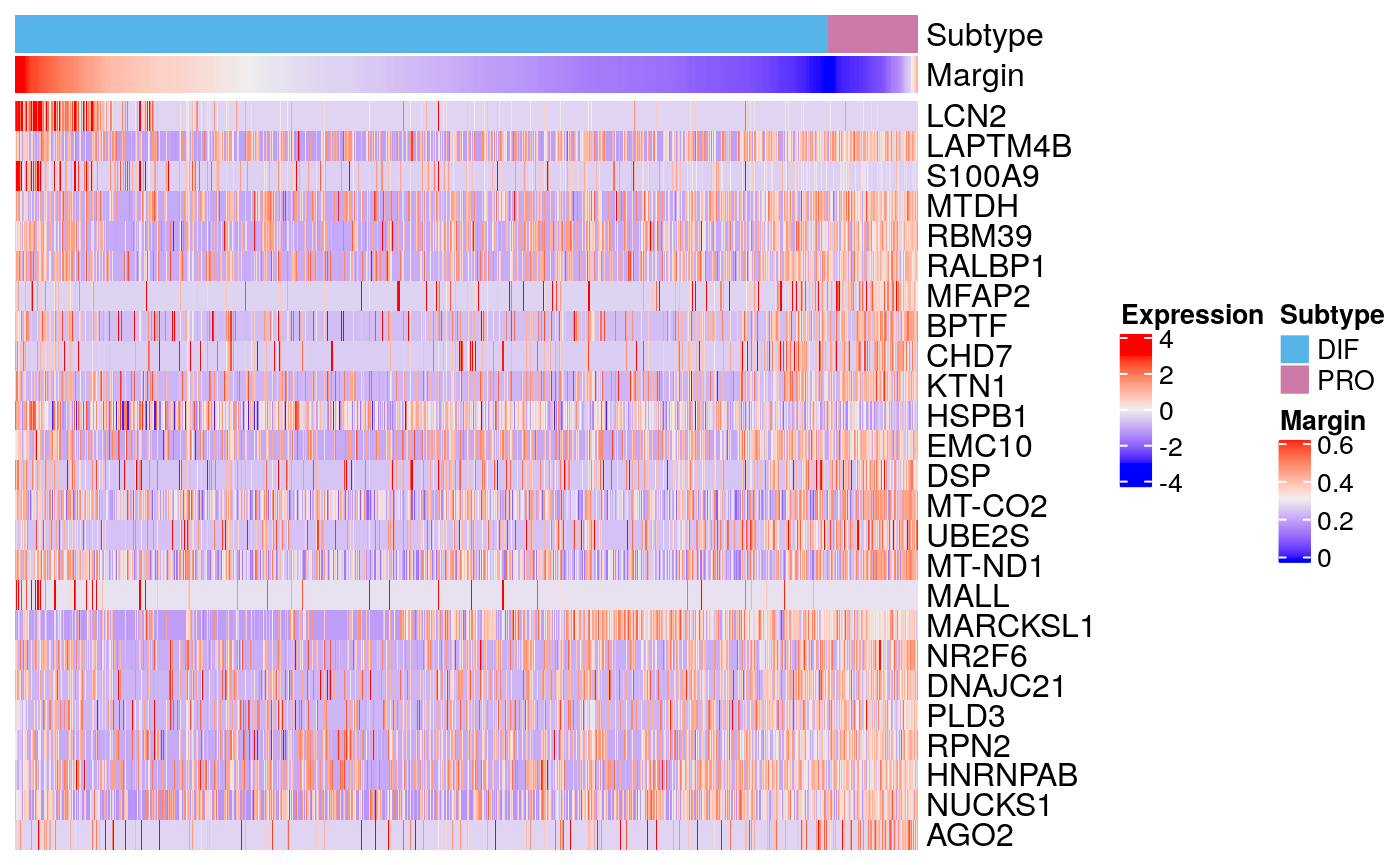 Subtype
Margin
LCN2
LAPTM4B
S100A9
MTDH
RBM39
RALBP1
MFAP2
BPTF
CHD7
KTN1
HSPB1
EMC10
DSP
MT-CO2
UBE2S
MT-ND1
MALL
MARCKSL1
NR2F6
DNAJC21
PLD3
RPN2
HNRNPAB
NUCKS1
AGO2
Expression
4
2
0
-2
-4
Subtype
DIF
PRO
Margin
0.6
0.4
0.2
0